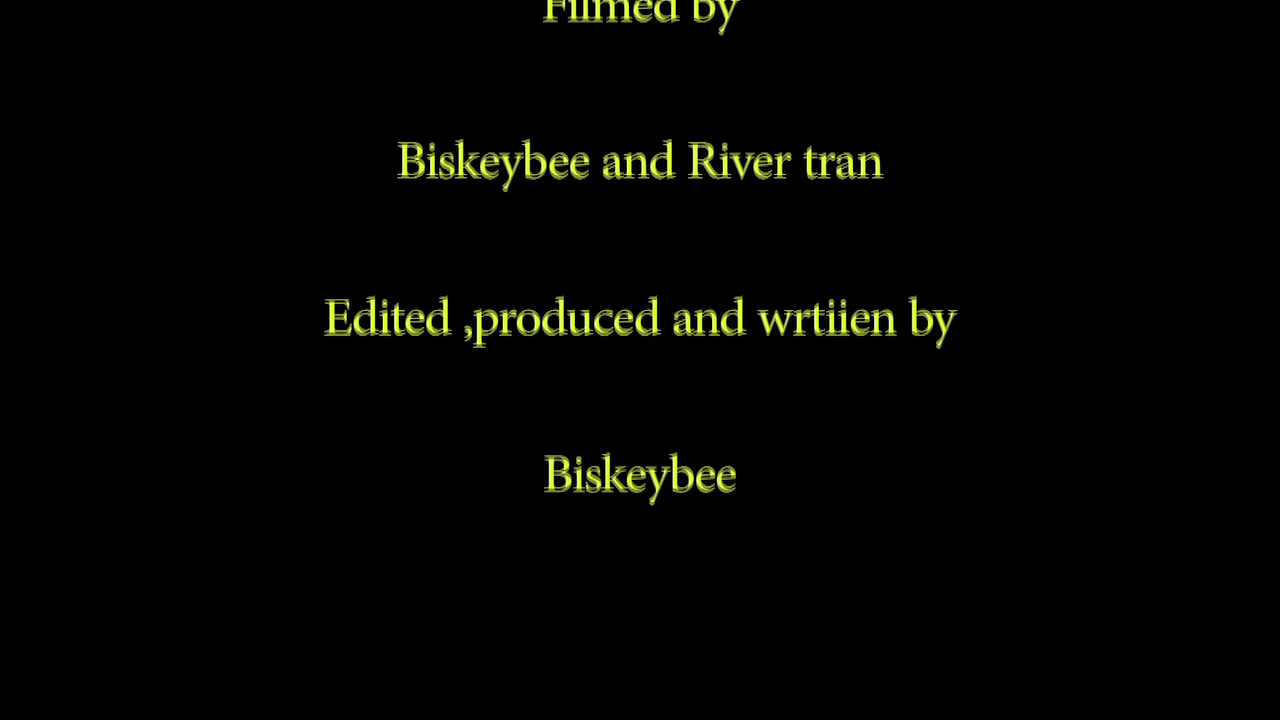 Filmed by
Biskeybee and River tran
Edited ,produced and wrtiien by
Biskeybee